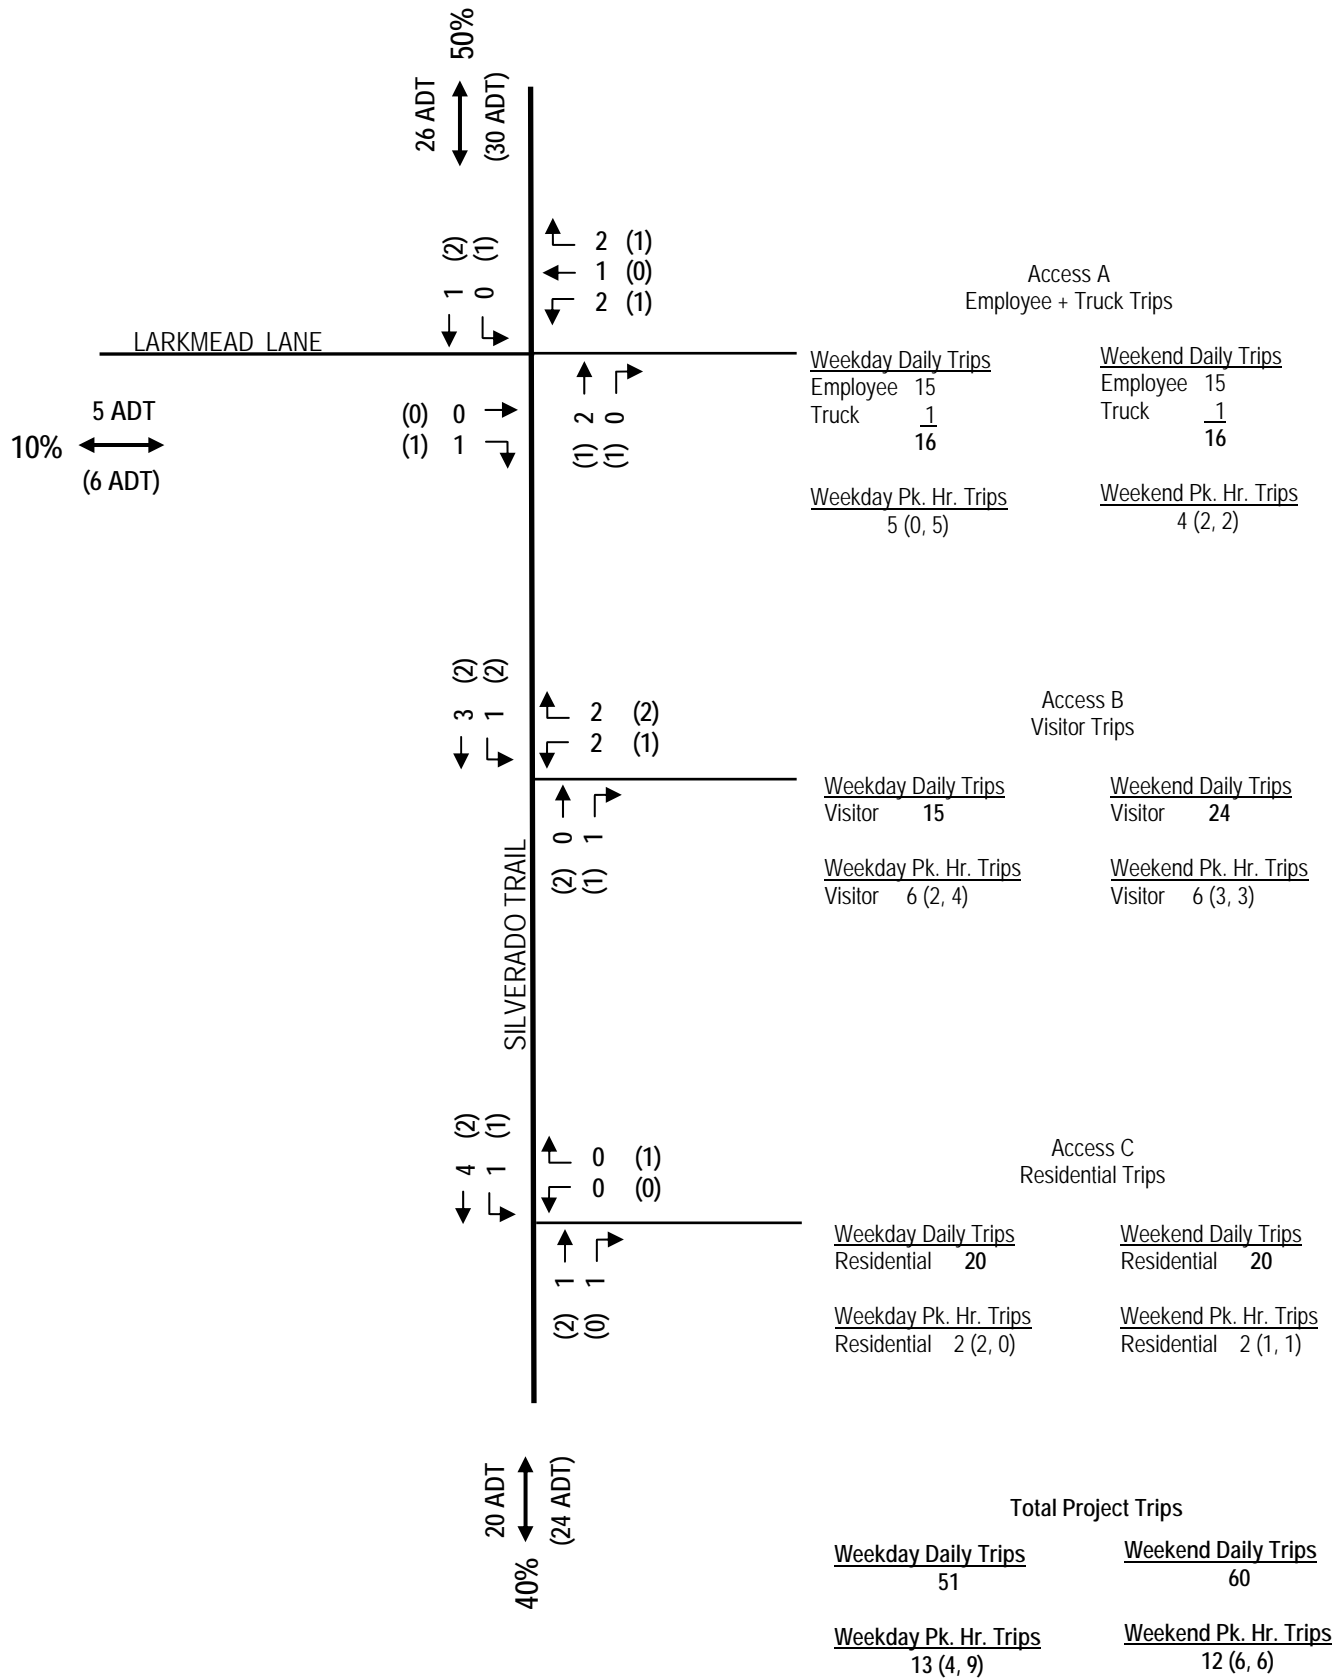 50%
26 ADT
(30 ADT)
(2) (1)
1 0
2 (1)
1 (0)
2 (1)
LARKMEAD LANE
5 ADT
10%
(6 ADT)
(0) 0
(1) 1
2 0
(1) (1)
Access A
Employee + Truck Trips
Weekday Daily Trips
Employee 15
Truck 1
16
Weekend Daily Trips
Employee 15
Truck 1
16
Weekday Pk. Hr. Trips
5 (0, 5)
Weekend Pk. Hr. Trips
4 (2, 2)
(2) (2)
3 1
2 (2)
2 (1)
0 1
(2) (1)
SILVERADO TRAIL
Access B
Visitor Trips
Weekday Daily Trips
Visitor 15
Weekend Daily Trips
Visitor 24
Weekday Pk. Hr. Trips
Visitor 6 (2, 4)
Weekend Pk. Hr. Trips
Visitor 6 (3, 3)
(2) (1)
4 1
0 (1)
0 (0)
1 1
(2) (0)
Access C
Residential Trips
Weekday Daily Trips
Residential 20
Weekend Daily Trips
Residential 20
Weekday Pk. Hr. Trips
Residential 2 (2, 0)
Weekend Pk. Hr. Trips
Residential 2 (1, 1)
20 ADT
(24 ADT)
40%
Total Project Trips
Weekday Daily Trips
51
Weekend Daily Trips
60
Weekday Pk. Hr. Trips
13 (4, 9)
Weekend Pk. Hr. Trips
12 (6, 6)